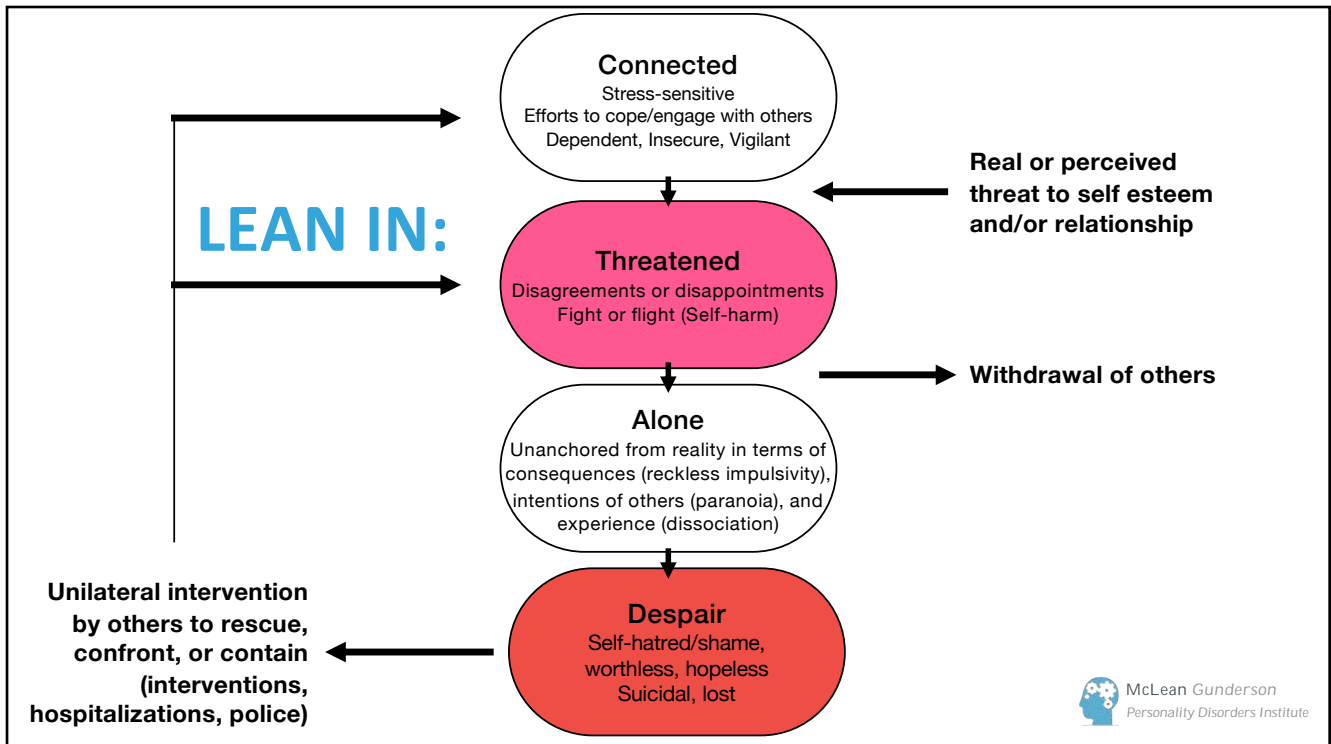 Connected
Stress-sensitive
Efforts to cope/engage with others
Dependent, Insecure, Vigilant
Real or perceived
threat to self esteem
and/or relationship
LEAN IN:
Threatened
Disagreements or disappointments
Fight or flight (Self-harm)
Withdrawal of others
Alone
Unanchored from reality in terms of
consequences (reckless impulsivity),
intentions of others (paranoia), and
experience (dissociation)
Unilateral intervention
by others to rescue,
confront, or contain
(interventions,
hospitalizations, police)
Despair
Self-hatred/shame,
worthless, hopeless
Suicidal, lost
McLean Gunderson
Personality Disorders Institute